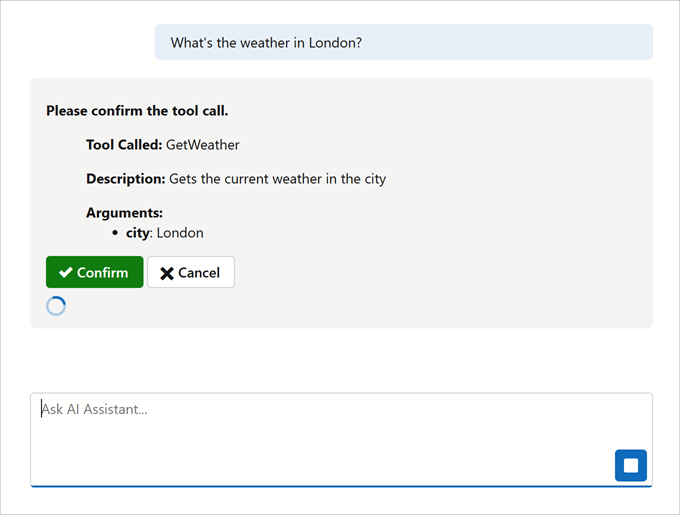 What's the weather in London?
Please confirm the tool call.
Tool Called: GetWeather
Description: Gets the current weather in the city
Arguments:
• city: London
Confirm
Cancel
Ask AI Assistant...